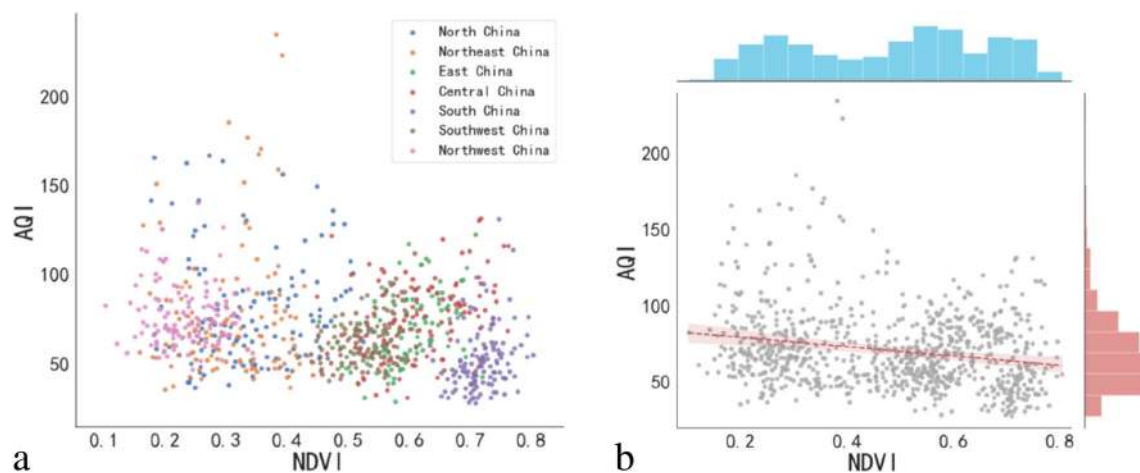 North China
Northeast China
East China
Central China
South China
Southwest China
Northwest China
200
150
100
50
AQI
0.1 0.2 0.3 0.4 0.5 0.6 0.7 0.8
NDVI
a
200
150
100
50
AQI
0.2 0.4 0.6 0.8
NDVI
b